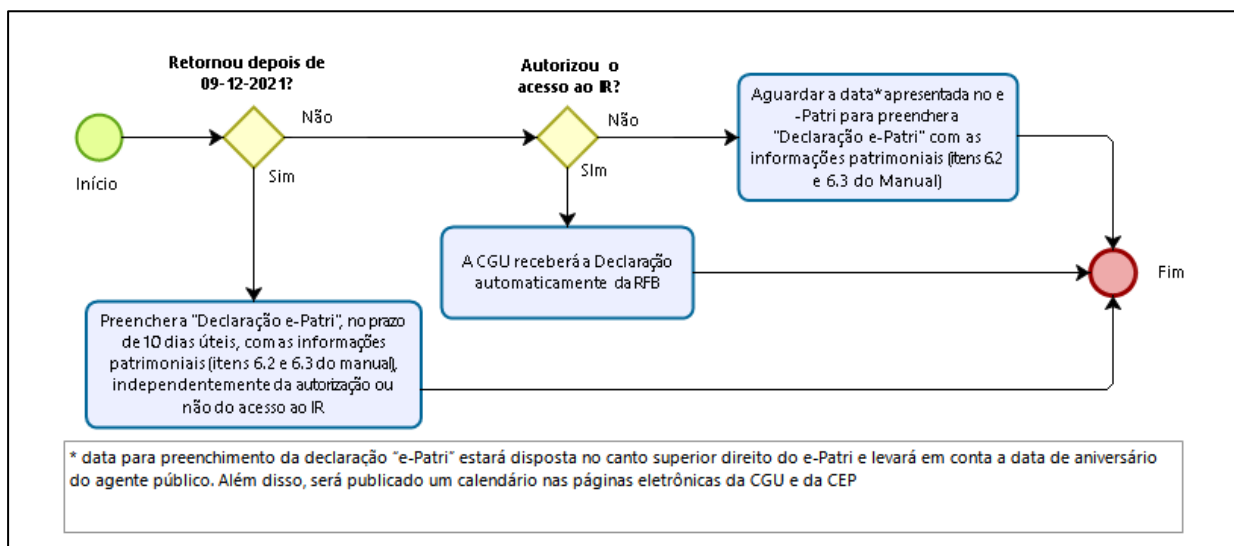 Retornou depois de
09-12-2021?
Autorizou o
acesso ao IR?
Aguardar a data* apresentada no e
-Patri para preenchera
"Declaração e-Patri" com as
informações patrimoniais (itens 6.2
e 6.3 do Manual)
Não
Não
Início
Sim
SIm
A CGU receberá a Declaração
automaticamente da RFB
Fim
Preenchera "Declaração e-Patri", no prazo
de 10 dias úteis, com as informações
patrimoniais (itens 6.2 e 6.3 do manual),
independentemente da autorização ou
não do acesso ao IR
* data para preenchimento da declaração “e-Patri” estará disposta no canto superior direito do e-Patri e levará em conta a data de aniversário
do agente público. Além disso, será publicado um calendário nas páginas eletrônicas da CGU e da CEP